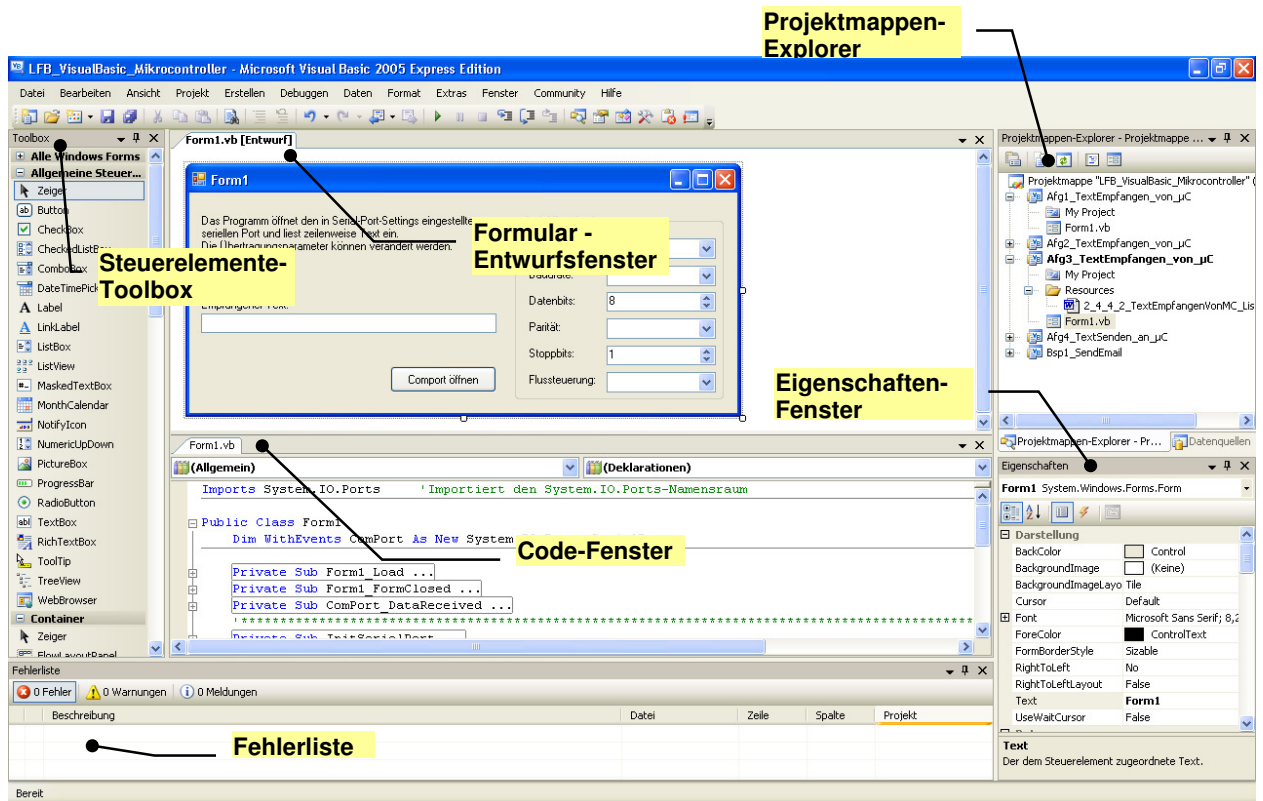 Projektmappen-
Explorer
LFB_VisualBasic_Mikrocontroller - Microsoft Visual Basic 2005 Express Edition
Datei Bearbeiten Ansicht Projekt Erstellen Debuggen Daten Format Extras Fenster Community Hilfe
Toolbox
Alle Windows Forms
Allgemeine Steuer...
Zeiger
Button
CheckBox
CheckedListBox
ComboBox
DateTimePick
Label
LinkLabel
ListBox
ListView
MaskedTextBox
MonthCalendar
NotifyIcon
NumericUpDown
PictureBox
ProgressBar
RadioButton
TextBox
RichTextBox
ToolTip
TreeView
WebBrowser
Container
Zeiger
FlowLayoutPanel
Steuerelemente-
Toolbox
Form1.vb [Entwurf]
Form1
Das Programm öffnet den in Serial-Port-Settings eingestellte
seriellen Port und liest zeilenweise Text ein.
Die Übertragungsparameter können verändert werden.
Formular -
Entwurfsfenster
Empfangener Text:
Baudrate:
Datenbits: 8
Parität:
Stoppbits: 1
Flussteuerung:
Comport öffnen
Form1.vb
(Allgemein) (Deklarationen)
Imports System.IO.Ports 'Importiert den System.IO.Ports-Namensraum
Public Class Form1
Dim WithEvents ComPort As New System
Code-Fenster
Private Sub Form1_Load ...
Private Sub Form1_FormClosed ...
Private Sub ComPort_DataReceived ...
'****************************************************************************
Private Sub InitSerialPort
Projektmappen-Explorer - Projektmappe ...
Projektmappe "LFB_VisualBasic_Mikrocontroller" (
Afg1_TextEmpfangen_von_µC
My Project
Form1.vb
Afg2_TextEmpfangen_von_µC
Afg3_TextEmpfangen_von_µC
My Project
Resources
2_4_4_2_TextEmpfangenVonMC_Lis
Form1.vb
Afg4_TextSenden_an_µC
Bsp1_SendEmail
Eigenschaften-
Fenster
Projektmappen-Explorer - Pr... Datenquellen
Eigenschaften
Form1 System.Windows.Forms.Form
Darstellung
BackColor Control
BackgroundImage (Keine)
BackgroundImageLayo Tile
Cursor Default
Font Microsoft Sans Serif; 8,2
ForeColor ControlText
FormBorderStyle Sizable
RightToLeft No
RightToLeftLayout False
Text Form1
UseWaitCursor False
Text
Der dem Steuerelement zugeordnete Text.
Fehlerliste
0 Fehler 0 Warnungen 0 Meldungen
Beschreibung Datei Zeile Spalte Projekt
Fehlerliste
Bereit